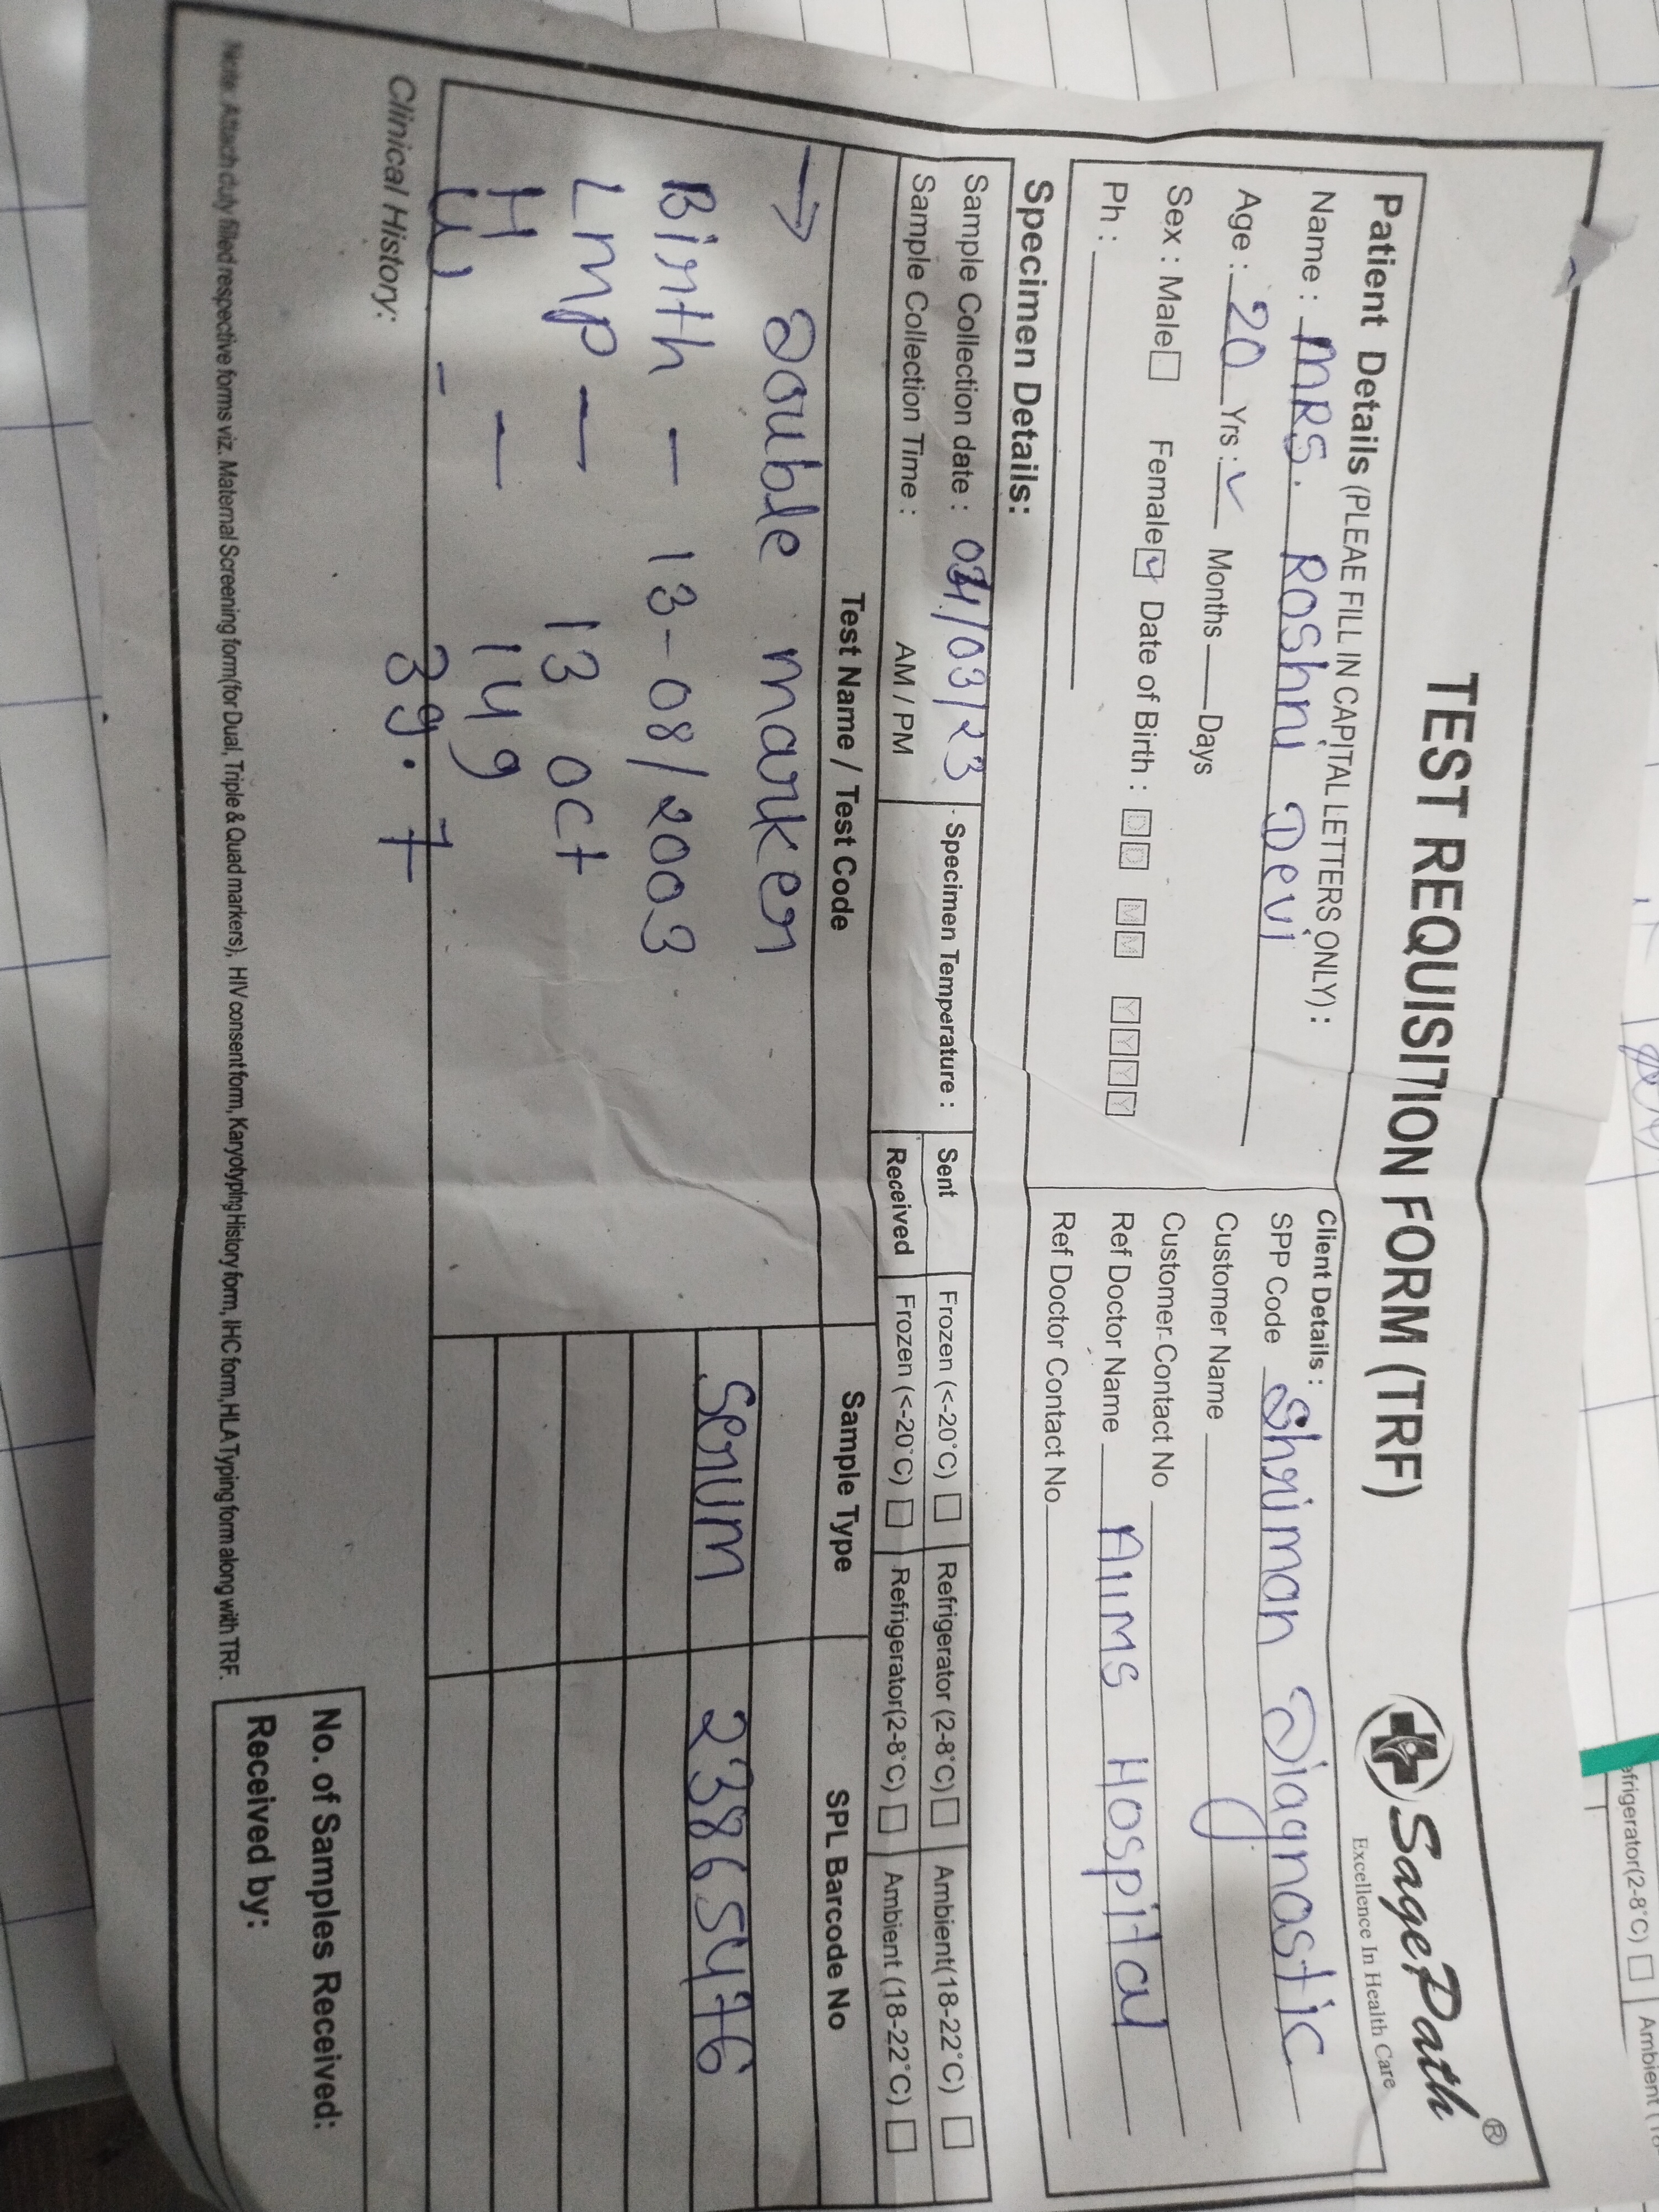 TEST REQUISITION FORM (TRF)
SagePath®
Excellence In Health Care
Patient Details (PLEAE FILL IN CAPITAL LETTERS ONLY) :
Name : MRS. Roshni Devi
Age : 20 Yrs : ✓ Months Days
Sex : Male Female Date of Birth : D D M M Y Y Y Y
Ph :
Client Details :
SPP Code Shriman Diagnostic
Customer Name
Customer Contact No
Ref Doctor Name Aiims Hospital
Ref Doctor Contact No
Specimen Details:
Sample Collection date : /03/23
Sample Collection Time : AM / PM
Specimen Temperature :
Sent Frozen (<-20°C) Refrigerator (2-8°C) Ambient(18-22°C)
Received Frozen (<-20°C) Refrigerator(2-8°C) Ambient (18-22°C)
Test Name / Test Code Sample Type SPL Barcode No
→ Double marker
Serum 23865476
Birth - 13-08/2003
Lmp - 13 oct
H - 149
W - 39.7
Clinical History:
No. of Samples Received:
Received by:
Note: Attach duly filled respective forms viz. Maternal Screening form(for Dual, Triple & Quad markers), HIV consent form, Karyotyping History form, IHC form, HLA Typing form along with TRF.
efrigerator(2-8°C) Ambient (18